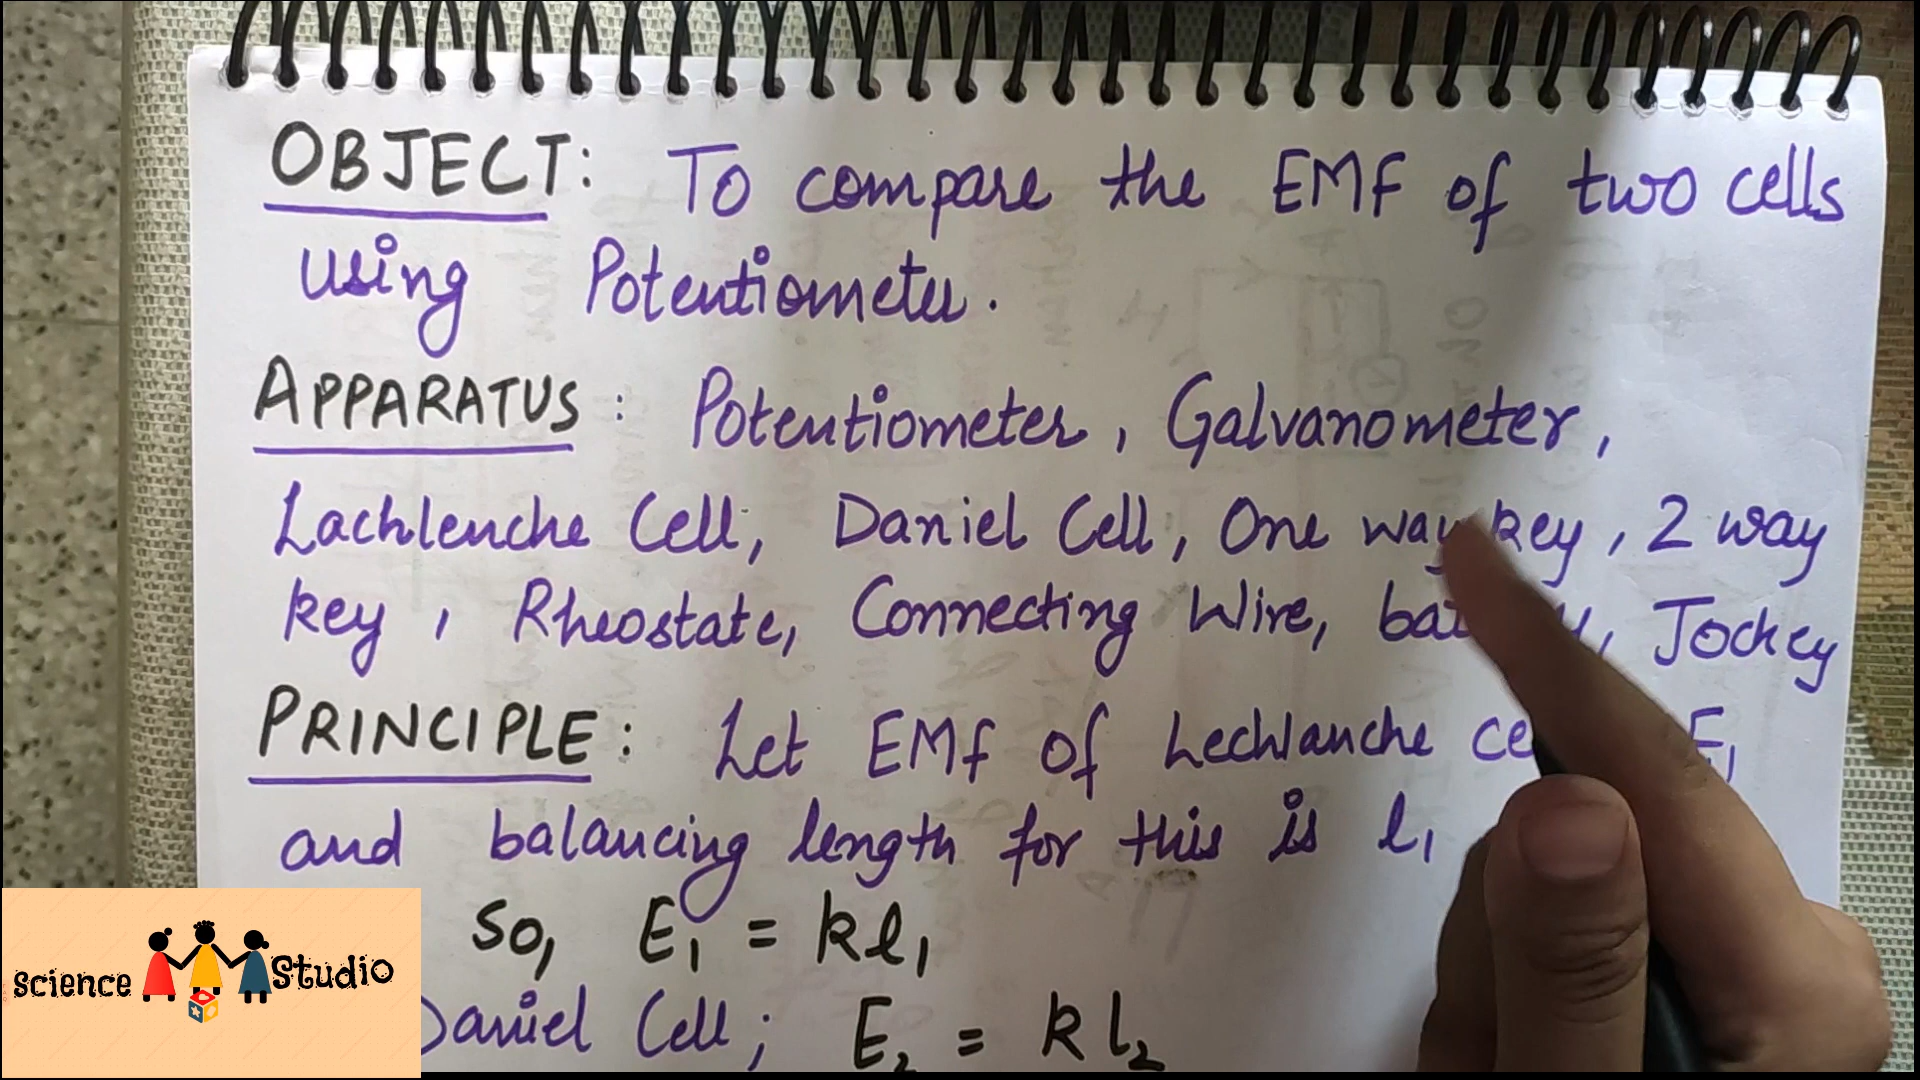 OBJECT: To compare the EMF of two cells
using Potentiometer.
APPARATUS: Potentiometer, Galvanometer,
Lachlenche Cell, Daniel Cell, One way key, 2 way
key, Rheostate, Connecting Wire, Jockey
PRINCIPLE: Let EMf of Lechlanche E₁
and balancing length for this is l₁
So, E₁ = kl₁
Daniel Cell; E₂ = kl₂
Science Studio